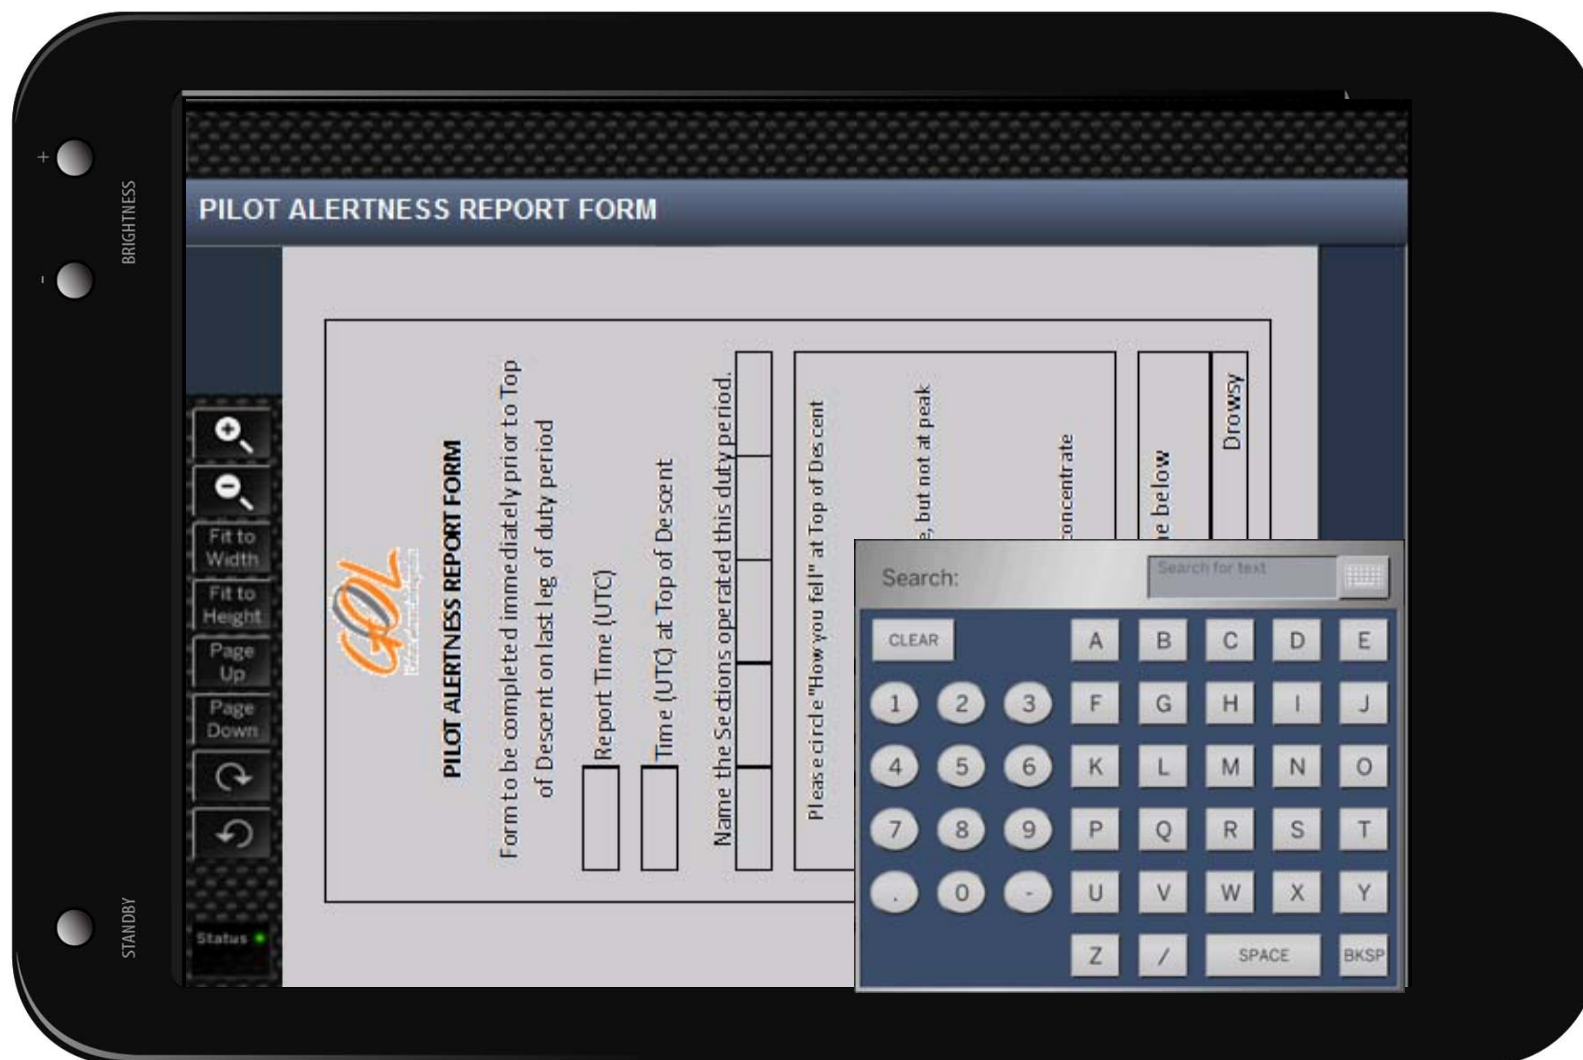 +
-
BRIGHTNESS
STANDBY
PILOT ALERTNESS REPORT FORM
Fit to
Width
Fit to
Height
Page
Up
Page
Down
Status
GOL
PILOT ALERTNESS REPORT FORM
Form to be completed immediately prior to Top
of Descent on last leg of duty period
Report Time (UTC)
Time (UTC) at Top of Descent
Name the Sections operated this duty period.
Please circle "How you fell" at Top of Descent
, but not at peak
concentrate
below
Drowsy
Search:
Search for text
CLEAR
A B C D E
1 2 3 F G H I J
4 5 6 K L M N O
7 8 9 P Q R S T
. 0 - U V W X Y
Z / SPACE BKSP